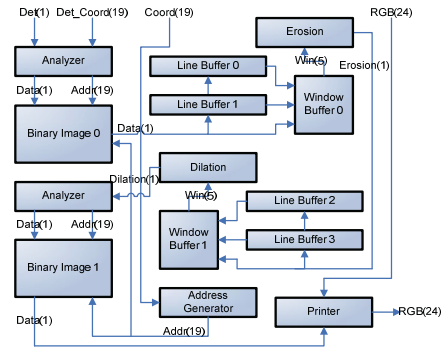 Det(1) Det_Coord(19) Coord(19) RGB(24)
Erosion
Analyzer
Line Buffer 0
Win(5)
Erosion(1)
Data(1) Addr(19)
Line Buffer 1
Window
Buffer 0
Binary Image 0
Data(1)
Dilation
Dilation(1)
Analyzer
Win(5)
Line Buffer 2
Data(1) Addr(19)
Window
Buffer 1
Line Buffer 3
Binary Image 1
Address
Generator
Printer
RGB(24)
Data(1)
Addr(19)